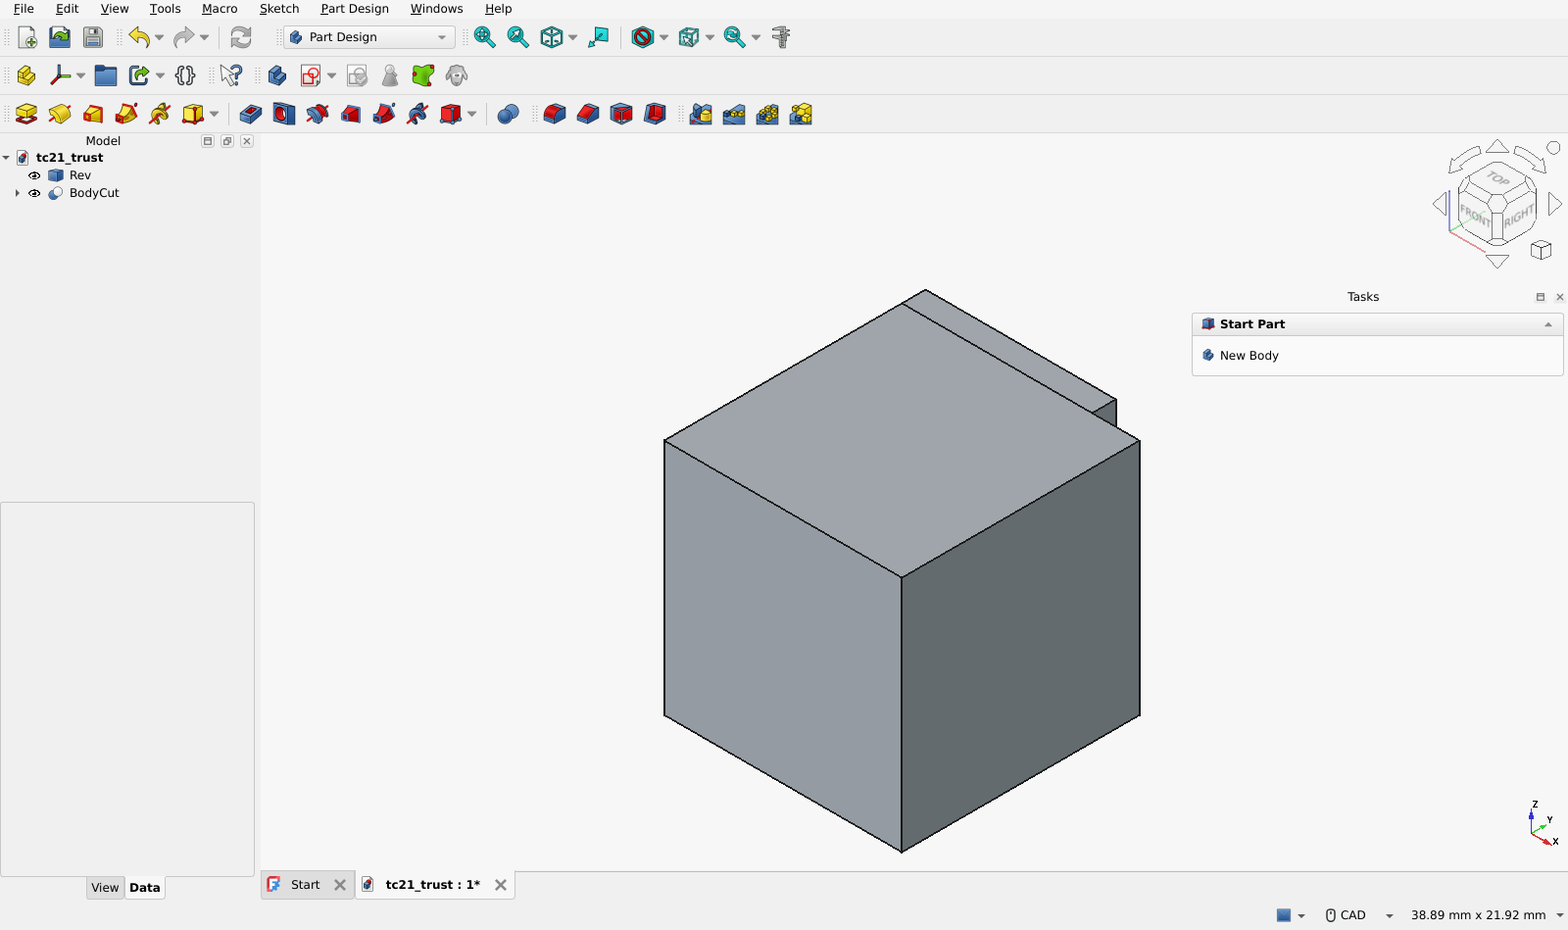 File Edit View Tools Macro Sketch Part Design Windows Help
Part Design
Model
tc21_trust
Rev
BodyCut
TOP
FRONT
RIGHT
Tasks
Start Part
New Body
Z
Y
X
View Data
Start
tc21_trust : 1*
CAD
38.89 mm x 21.92 mm